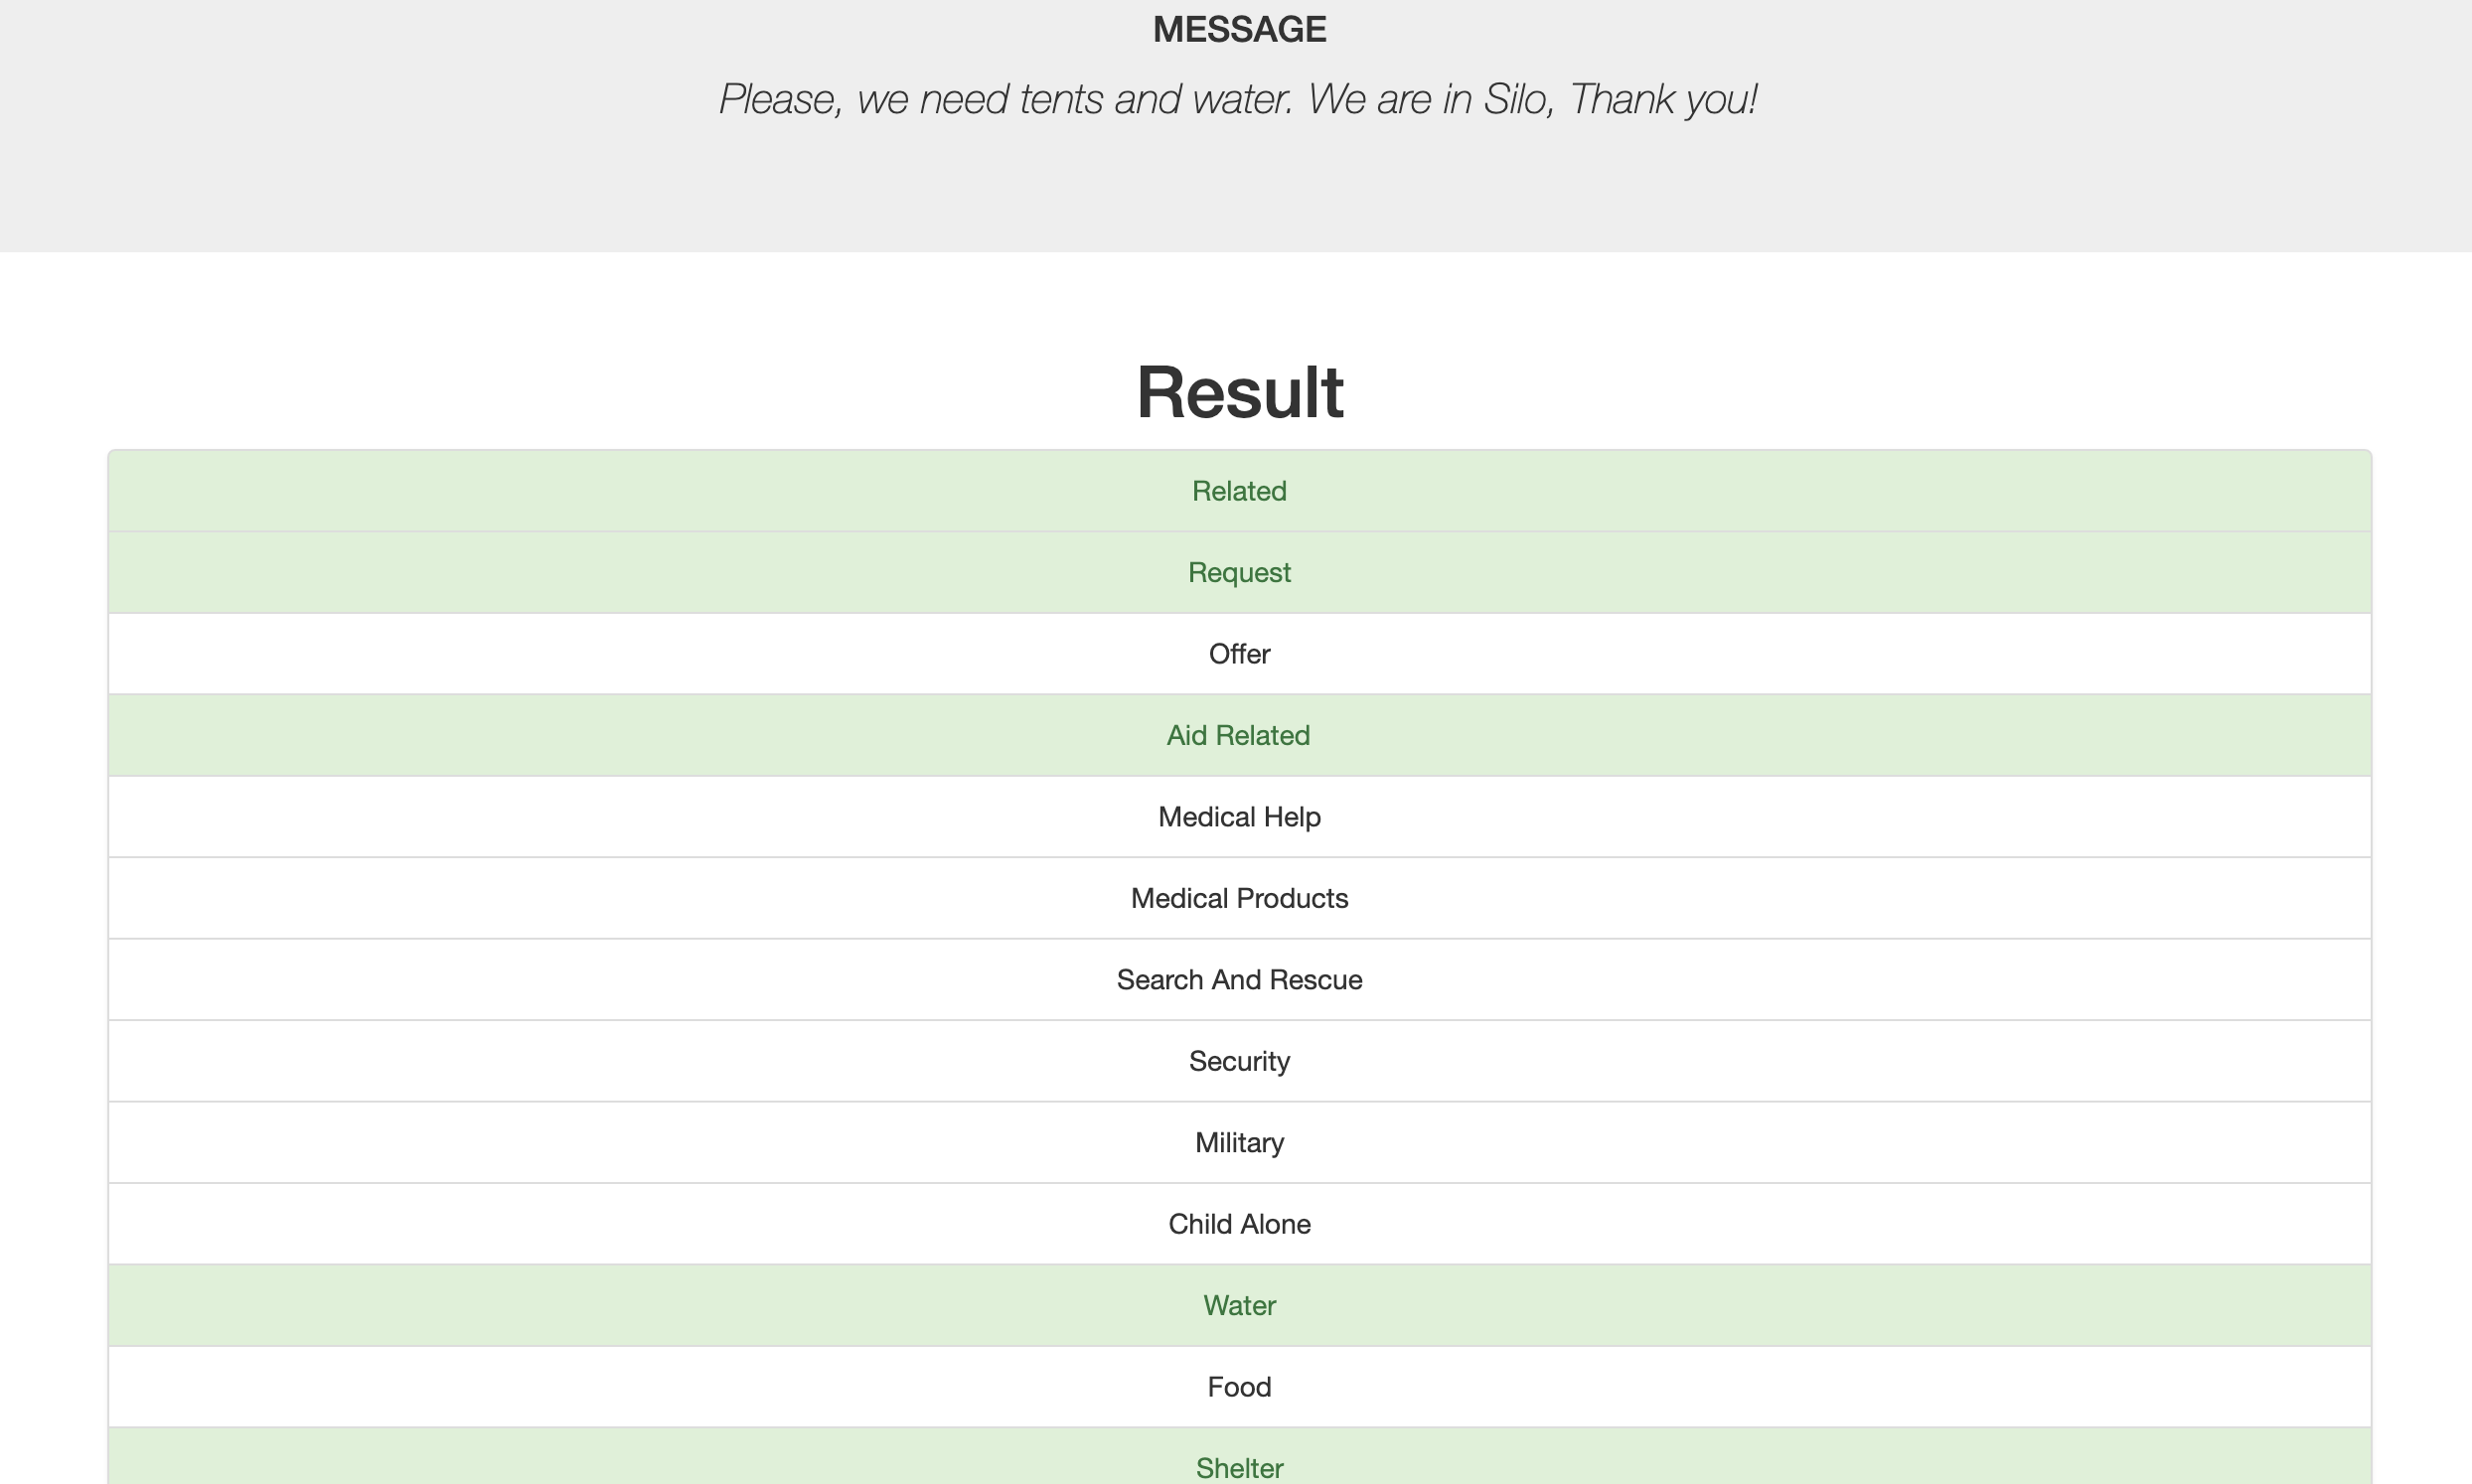 MESSAGE
Please, we need tents and water. We are in Silo, Thank you!
Result
Related
Request
Offer
Aid Related
Medical Help
Medical Products
Search And Rescue
Security
Military
Child Alone
Water
Food
Shelter